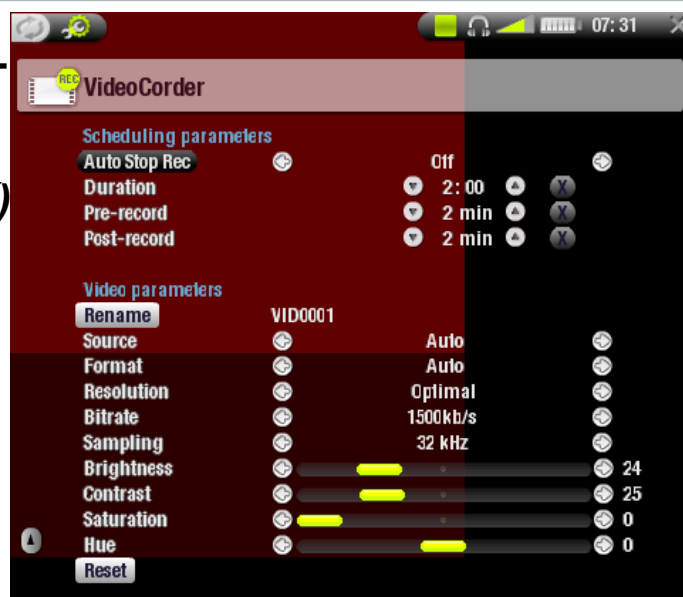 07:31
REC VideoCorder
Scheduling parameters
Auto Stop Rec Off
Duration 2:00 X
Pre-record 2 min X
Post-record 2 min X
Video parameters
Rename VID0001
Source Auto
Format Auto
Resolution Optimal
Bitrate 1500kb/s
Sampling 32 kHz
Brightness 24
Contrast 25
Saturation 0
Hue 0
Reset